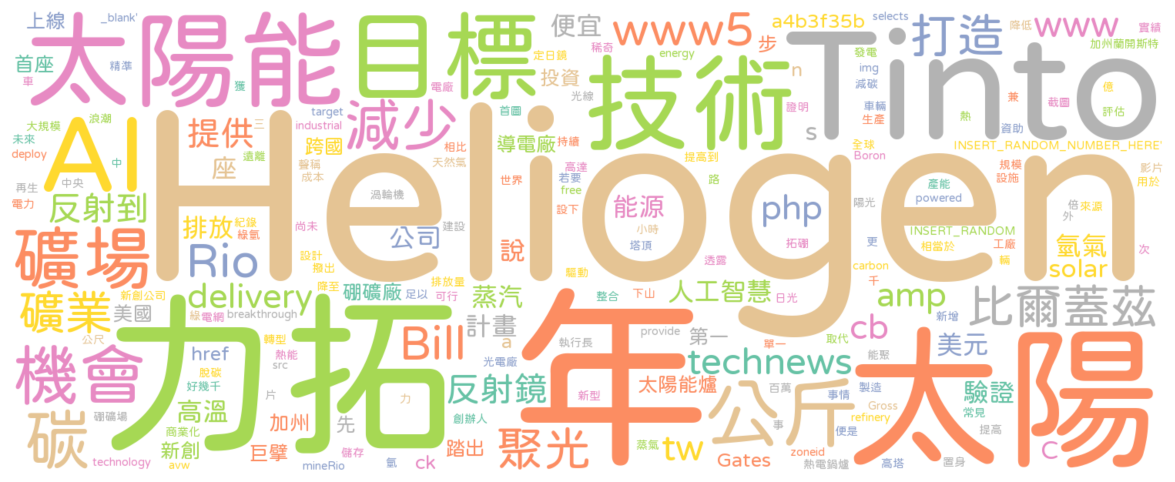 上線
_blank'
太陽能
目標
便宜
www5
a4b3f35b
selects
打造
www
降低
實績
加州蘭開斯特
首座
精準
車
獲
電廠
定日鏡
稀奇
energy
步
Tinto
發電
img
減碳
兼
億
截圖
評估
投資
n
技術
光線
證明
s
車輛
生產
熱
資助
未來
大規模
浪潮
deploy
AI
中
提供
三
遠離
target
industrial
減少
首圖
跨國
聲稱
成本
相比
天然氣
導電廠
持續
高達
提高到
全球
Boron
INSERT_RANDOM_NUMBER_HERE
規模
設施
影片
用於
再生
中央
電力
反射到
座
Heliogen
渦輪機
世界
若要
free
設下
路
能源
小時
塔頂
拓硼
php
產能
powered
陽光
倍
外
來源
INSERT_RANDOM
相當於
工廠
輛
次
礦場
排放
紀錄
綠氫
尚未
公司
建設
說
透露
更
carbon
千
氫氣
solar
Rio
設計
撥出
降至
排放量
可行
驅動
礦業
新創公司
綠
電網
美國
breakthrough
delivery
硼礦廠
足以
蒸汽
整合
下山
人工智慧
日光
amp
新增
比爾蓋茲
公尺
機會
href
脫碳
好幾千
轉型
熱能
src
力拓
計畫
a
Bill
執行長
光電廠
年
provide
第一
單一
cb
取代
能聚
美元
technews
太陽
碳
硼礦場
高溫
商業化
新創
片
加州
巨擘
先
力
反射鏡
創辦人
踏出
新型
太陽能爐
百萬
公斤
製造
事情
Gross
refinery
驗證
常見
提高
technology
avw
mineRio
儲存
氫
ck
聚光
蒸氣
tw
Gates
事
便是
zoneid
熱電鍋爐
高塔
置身
C